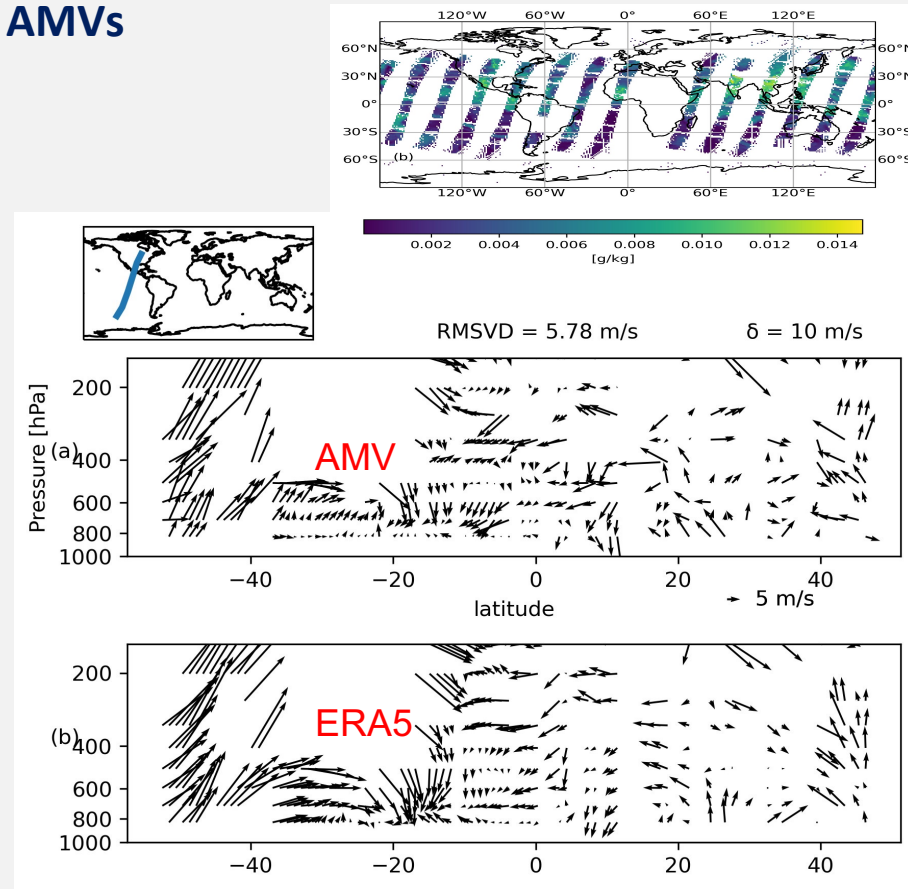 AMVs
120°W 60°W 0° 60°E 120°E
60°N 60°N
30°N 30°N
0° 0°
30°S 30°S
60°S 60°S
(b)
120°W 60°W 0° 60°E 120°E
0.002 0.004 0.006 0.008 0.010 0.012 0.014
[g/kg]
RMSVD = 5.78 m/s δ = 10 m/s
Pressure [hPa]
(a)
200
400
600
800
1000
AMV
−40 −20 0 20 40
latitude
5 m/s
(b)
200
400
600
800
1000
ERA5
−40 −20 0 20 40